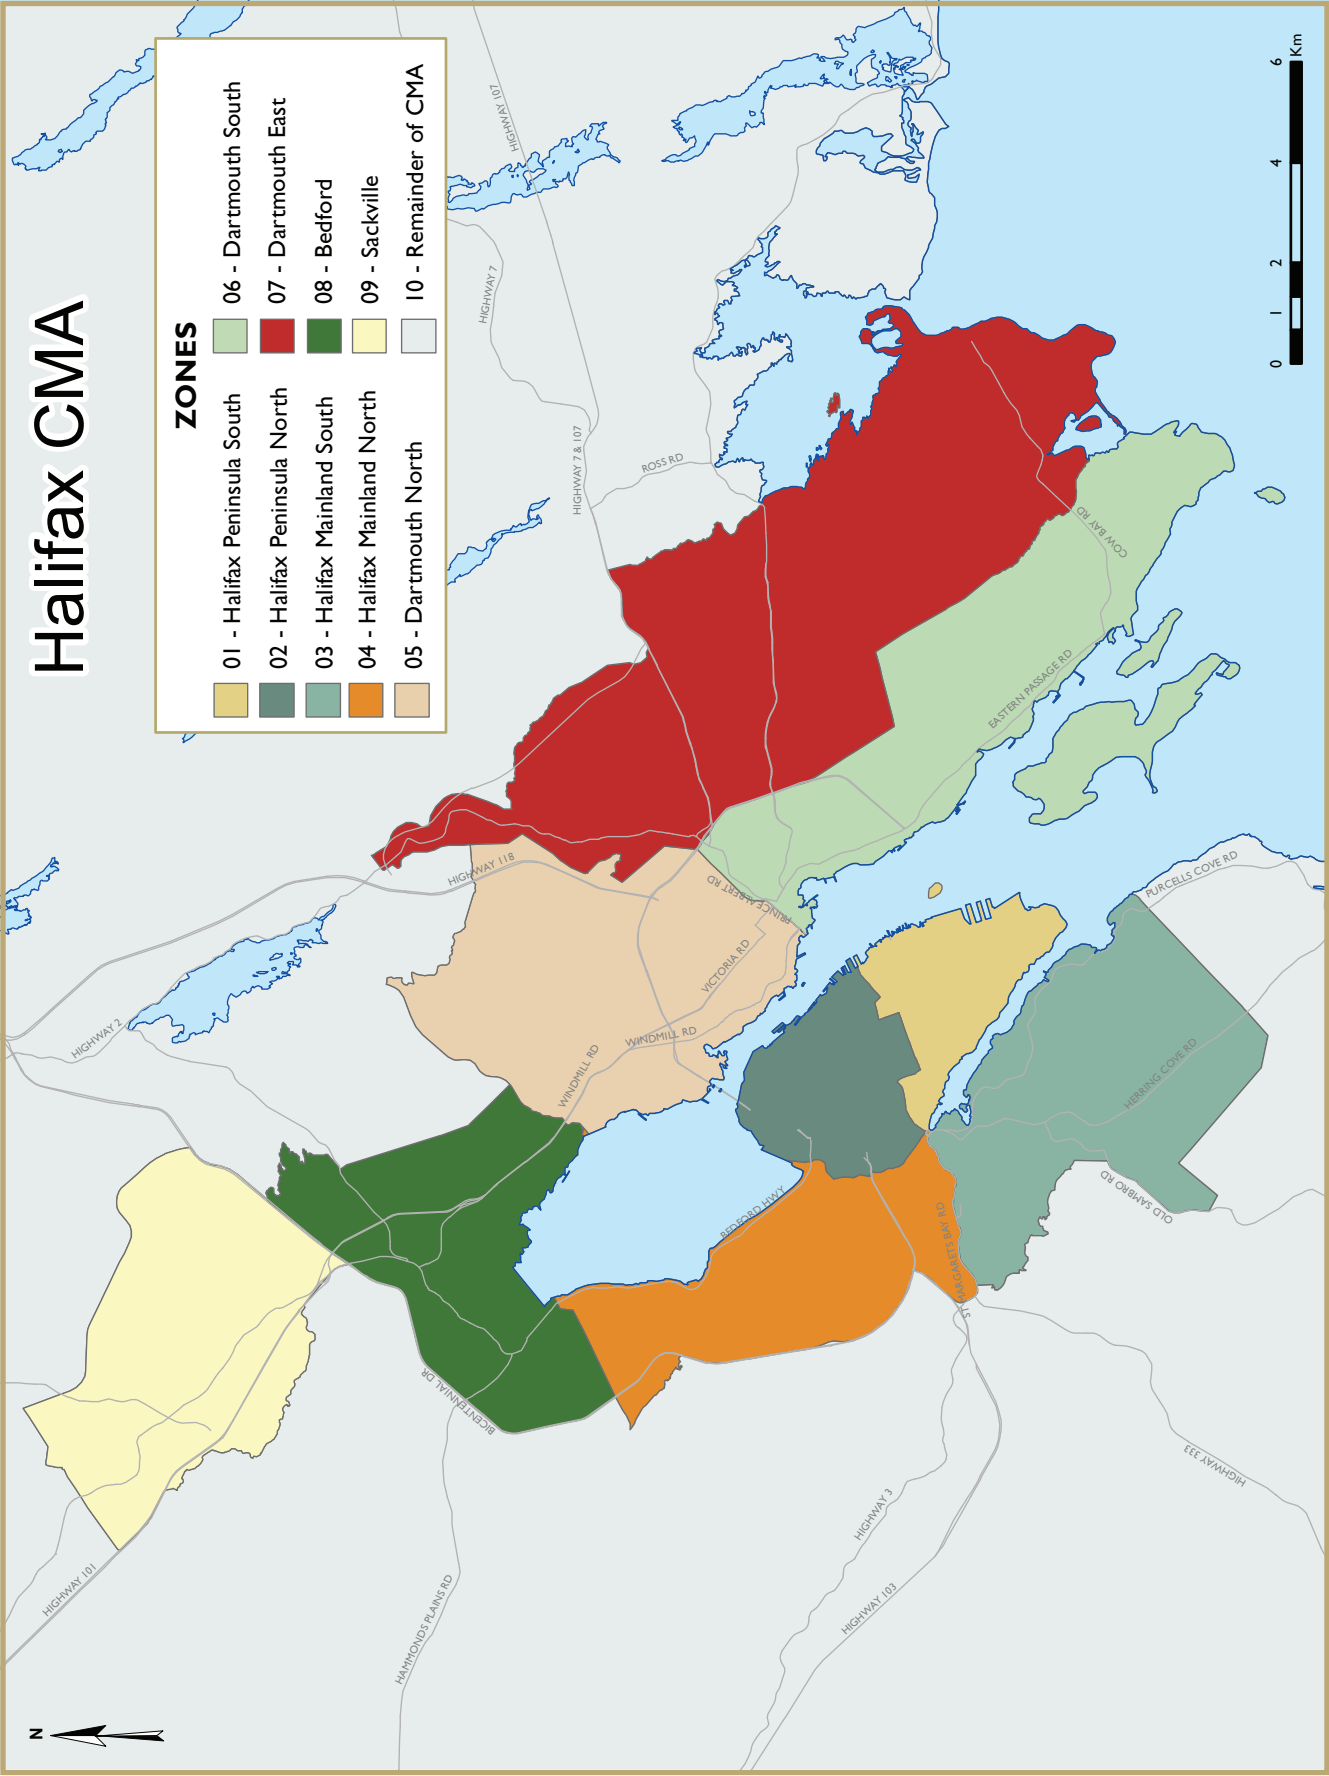 Halifax CMA
ZONES
01 - Halifax Peninsula South
02 - Halifax Peninsula North
03 - Halifax Mainland South
04 - Halifax Mainland North
05 - Dartmouth North
06 - Dartmouth South
07 - Dartmouth East
08 - Bedford
09 - Sackville
10 - Remainder of CMA
N
HIGHWAY 101
HIGHWAY 2
HIGHWAY 118
HIGHWAY 107
HIGHWAY 7
HIGHWAY 7 & 107
ROSS RD
BICENTENNIAL DR
HAMMONDS PLAINS RD
WINDMILL RD
WINDMILL RD
VICTORIA RD
PRINCE ALBERT RD
BEDFORD HWY
EASTERN PASSAGE RD
COW BAY RD
ST MARGARETS BAY RD
HERRING COVE RD
PURCELLS COVE RD
OLD SAMBRO RD
HIGHWAY 3
HIGHWAY 103
HIGHWAY 333
0 1 2 4 6
Km